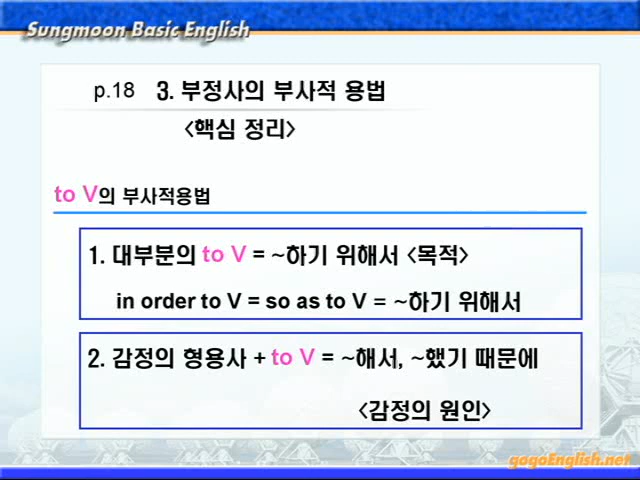 Sungmoon Basic English
p.18 3. 부정사의 부사적 용법
<핵심 정리>
to V의 부사적용법
1. 대부분의 to V = ~하기 위해서 <목적>
in order to V = so as to V = ~하기 위해서
2. 감정의 형용사 + to V = ~해서, ~했기 때문에
<감정의 원인>
gogoEnglish.net